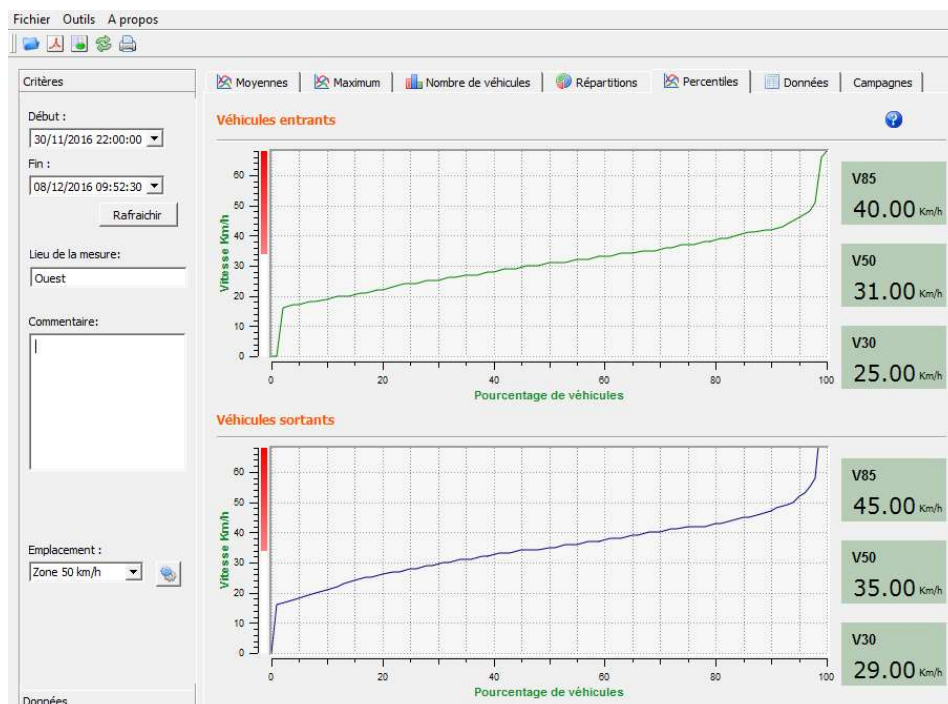 Fichier Outils A propos
Critères
Moyennes Maximum Nombre de véhicules Répartitions Percentiles Données Campagnes
Début :
30/11/2016 22:00:00
Fin :
08/12/2016 09:52:30
Rafraichir
Lieu de la mesure:
Ouest
Commentaire:
Emplacement :
Zone 50 km/h
Données
Véhicules entrants
Vitesse Km/h
60
50
40
30
20
10
0
0 20 40 60 80 100
Pourcentage de véhicules
V85
40.00 Km/h
V50
31.00 Km/h
V30
25.00 Km/h
Véhicules sortants
Vitesse Km/h
60
50
40
30
20
10
0
0 20 40 60 80 100
Pourcentage de véhicules
V85
45.00 Km/h
V50
35.00 Km/h
V30
29.00 Km/h